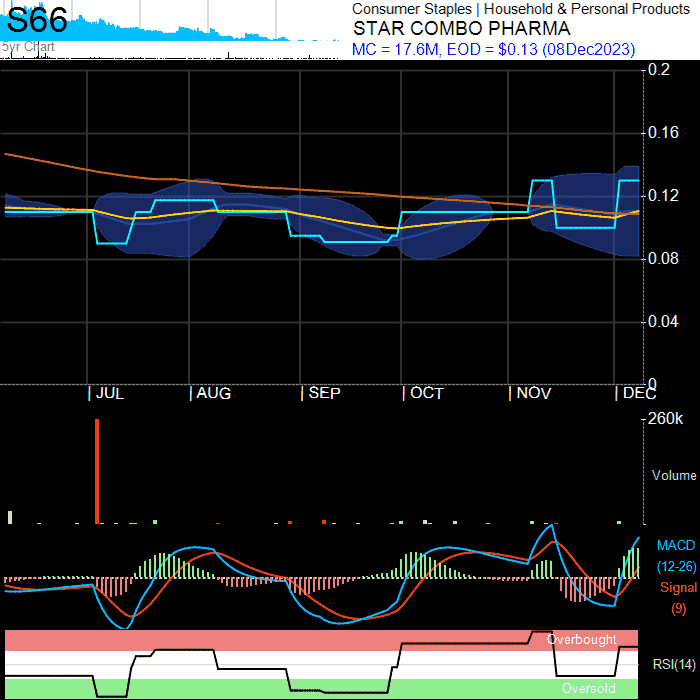 S66
5yr Chart
Consumer Staples | Household & Personal Products
STAR COMBO PHARMA
MC = 17.6M, EOD = $0.13 (08Dec2023)
0.2
0.16
0.12
0.08
0.04
0
JUL AUG SEP OCT NOV DEC
260k
Volume
MACD
(12-26)
Signal
(9)
Overbought
RSI(14)
Oversold